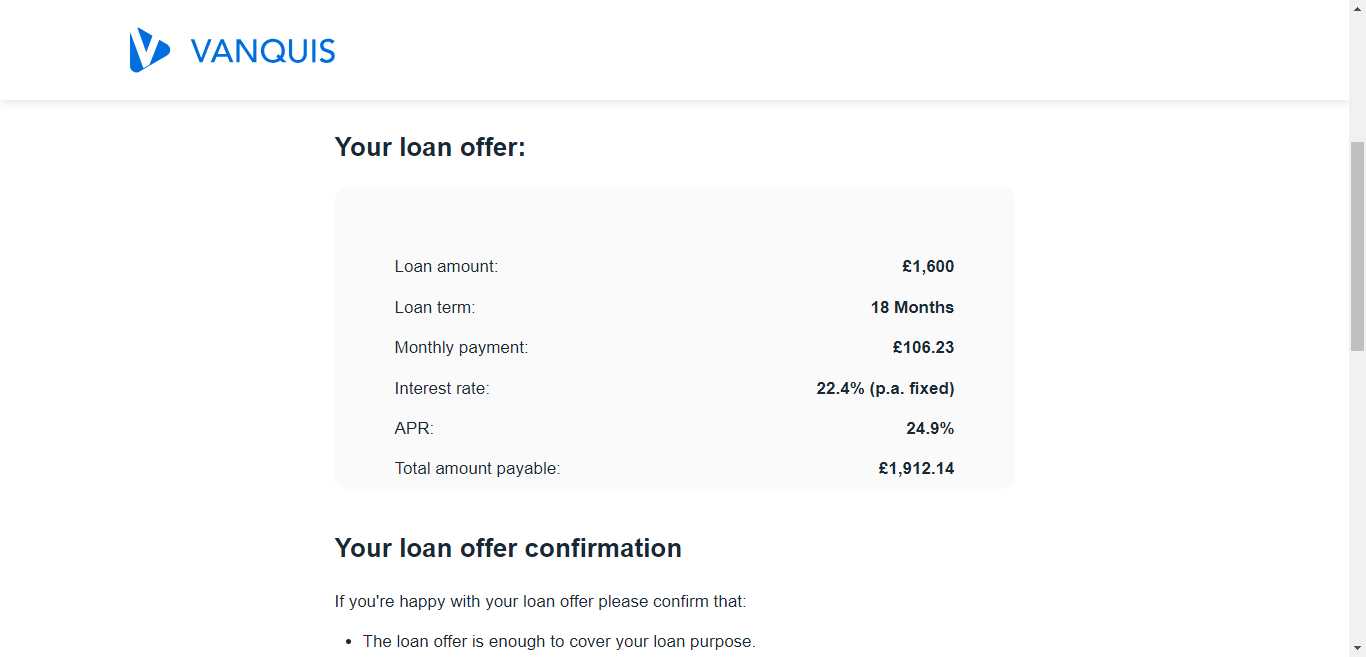 VANQUIS
Your loan offer:
Loan amount: £1,600
Loan term: 18 Months
Monthly payment: £106.23
Interest rate: 22.4% (p.a. fixed)
APR: 24.9%
Total amount payable: £1,912.14
Your loan offer confirmation
If you're happy with your loan offer please confirm that:
• The loan offer is enough to cover your loan purpose.